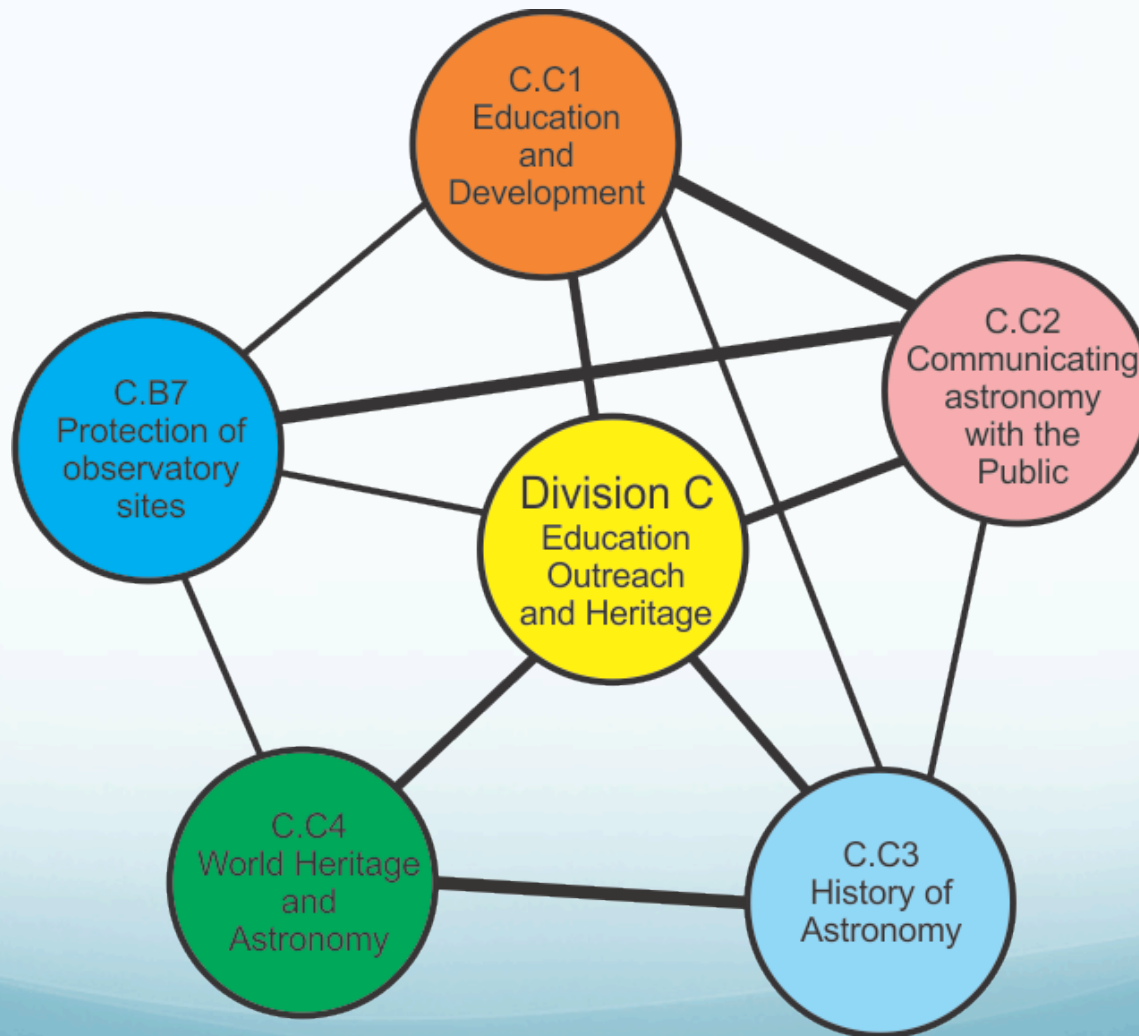 C.C1
Education
and
Development
C.C2
Communicating
astronomy
with the
Public
C.B7
Protection of
observatory
sites
Division C
Education
Outreach
and Heritage
C.C4
World Heritage
and
Astronomy
C.C3
History of
Astronomy